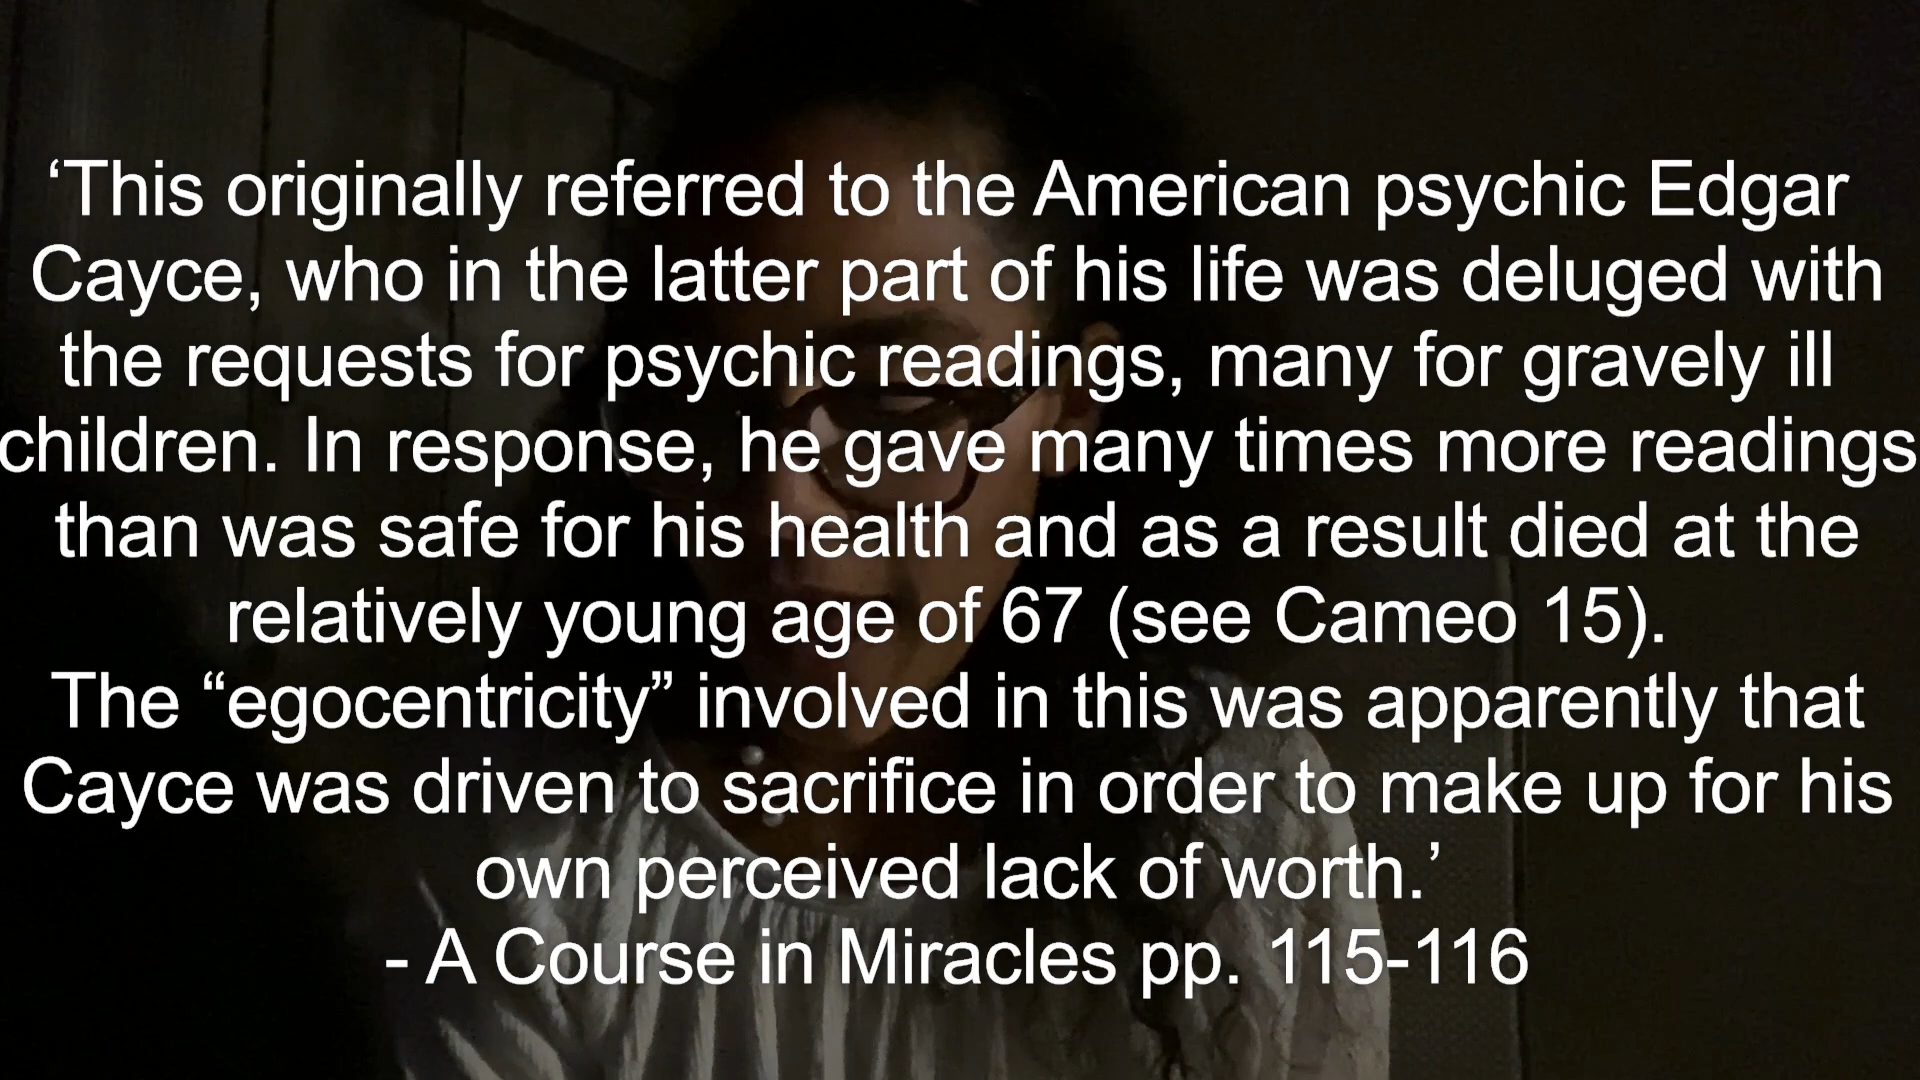 ‘This originally referred to the American psychic Edgar
Cayce, who in the latter part of his life was deluged with
the requests for psychic readings, many for gravely ill
children. In response, he gave many times more readings
than was safe for his health and as a result died at the
relatively young age of 67 (see Cameo 15).
The “egocentricity” involved in this was apparently that
Cayce was driven to sacrifice in order to make up for his
own perceived lack of worth.’
- A Course in Miracles pp. 115-116